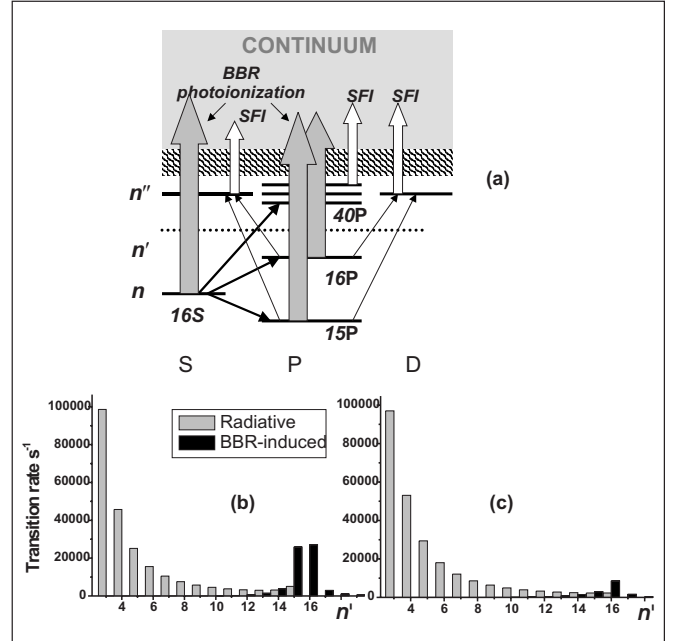 CONTINUUM
BBR
photoionization
SFI
SFI
SFI
(a)
n″
40P
n′
16P
n
16S
15P
S P D
100000
80000
60000
40000
20000
0
Transition rate s⁻¹
Radiative
BBR-induced
(b)
4 6 8 10 12 14 16
n'
100000
80000
60000
40000
20000
0
(c)
4 6 8 10 12 14 16
n'